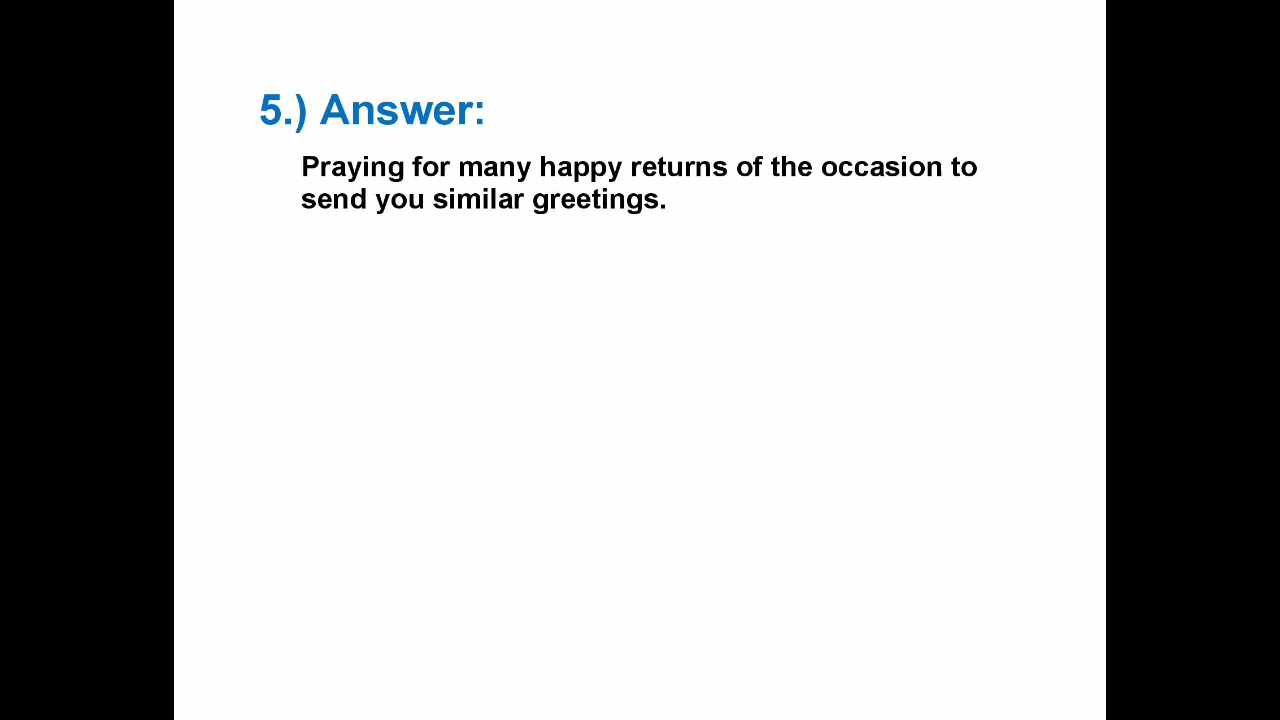 5.) Answer:
Praying for many happy returns of the occasion to
send you similar greetings.